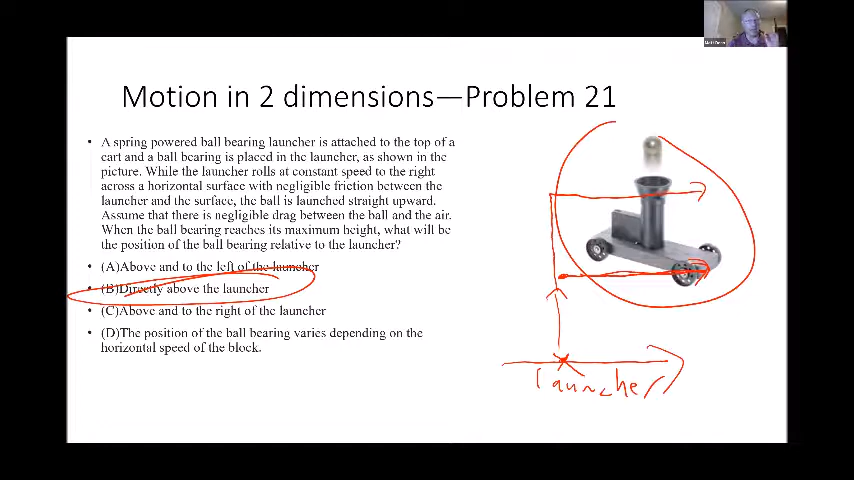 Motion in 2 dimensions—Problem 21
• A spring powered ball bearing launcher is attached to the top of a
cart and a ball bearing is placed in the launcher, as shown in the
picture. While the launcher rolls at constant speed to the right
across a horizontal surface with negligible friction between the
launcher and the surface, the ball is launched straight upward.
Assume that there is negligible drag between the ball and the air.
When the ball bearing reaches its maximum height, what will be
the position of the ball bearing relative to the launcher?
• (A)Above and to the left of the launcher
• (B)Directly above the launcher
• (C)Above and to the right of the launcher
• (D)The position of the ball bearing varies depending on the
horizontal speed of the block.
launcher